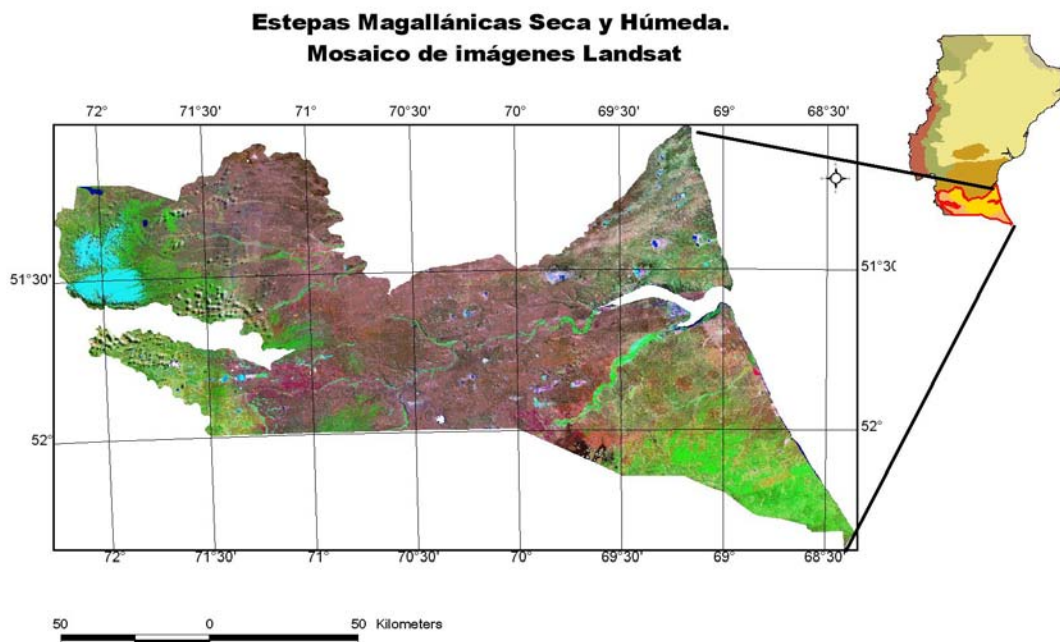 Estepas Magallánicas Seca y Húmeda.
Mosaico de imágenes Landsat
72° 71°30' 71° 70°30' 70° 69°30' 69° 68°30'
51°30' 51°30'
52° 52°
72° 71°30' 71° 70°30' 70° 69°30' 69° 68°30'
50 0 50 Kilometers